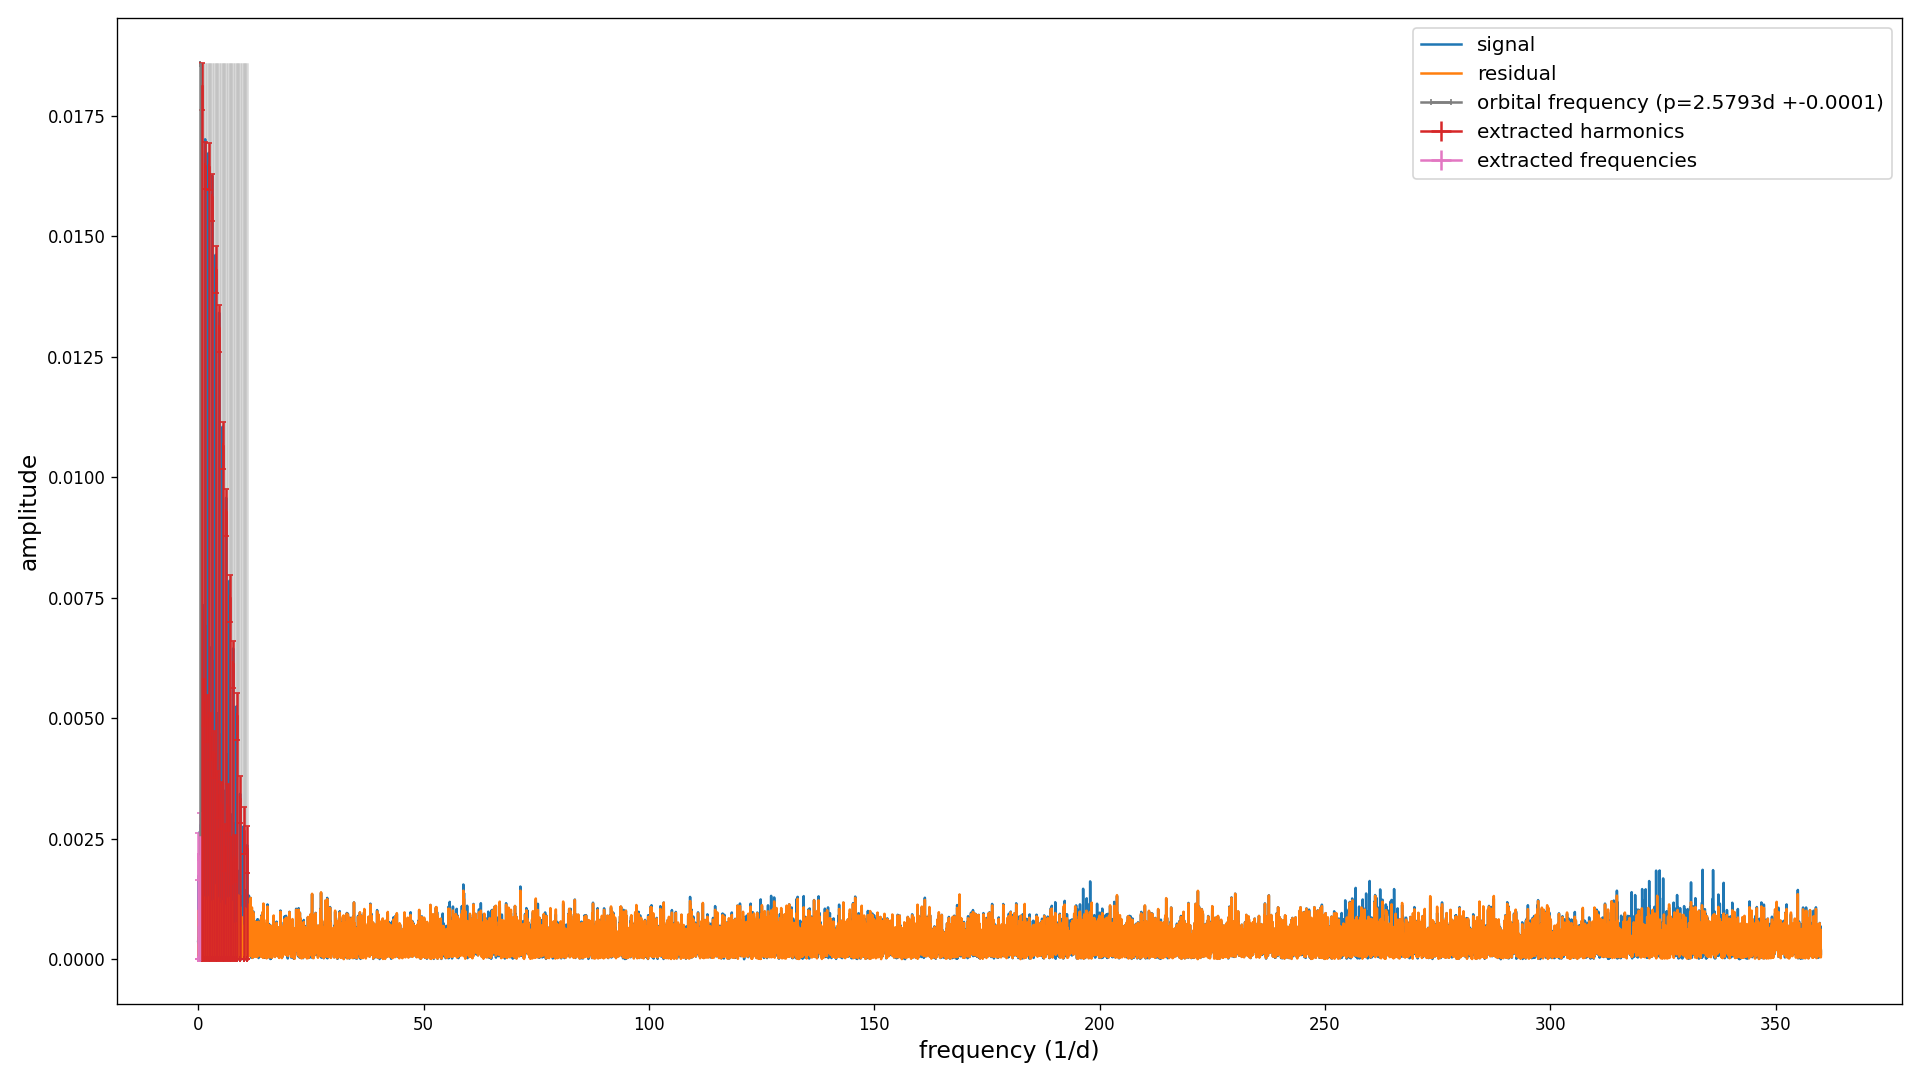 signal
residual
orbital frequency (p=2.5793d +-0.0001)
extracted harmonics
extracted frequencies
0.0175
0.0150
0.0125
0.0100
0.0075
0.0050
0.0025
0.0000
amplitude
0 50 100 150 200 250 300 350
frequency (1/d)